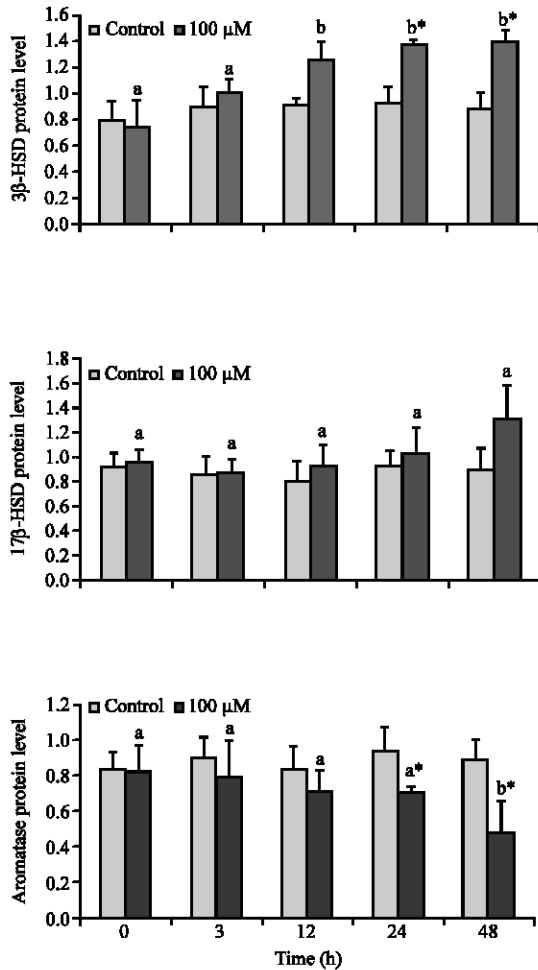 3β-HSD protein level
1.6
1.4
1.2
1.0
0.8
0.6
0.4
0.2
0.0
Control 100 μM
a a b b* b*
17β-HSD protein level
1.8
1.6
1.4
1.2
1.0
0.8
0.6
0.4
0.2
0.0
Control 100 μM
a a a a a
Aromatase protein level
1.2
1.0
0.8
0.6
0.4
0.2
0.0
Control 100 μM
a a a a* b*
0 3 12 24 48
Time (h)